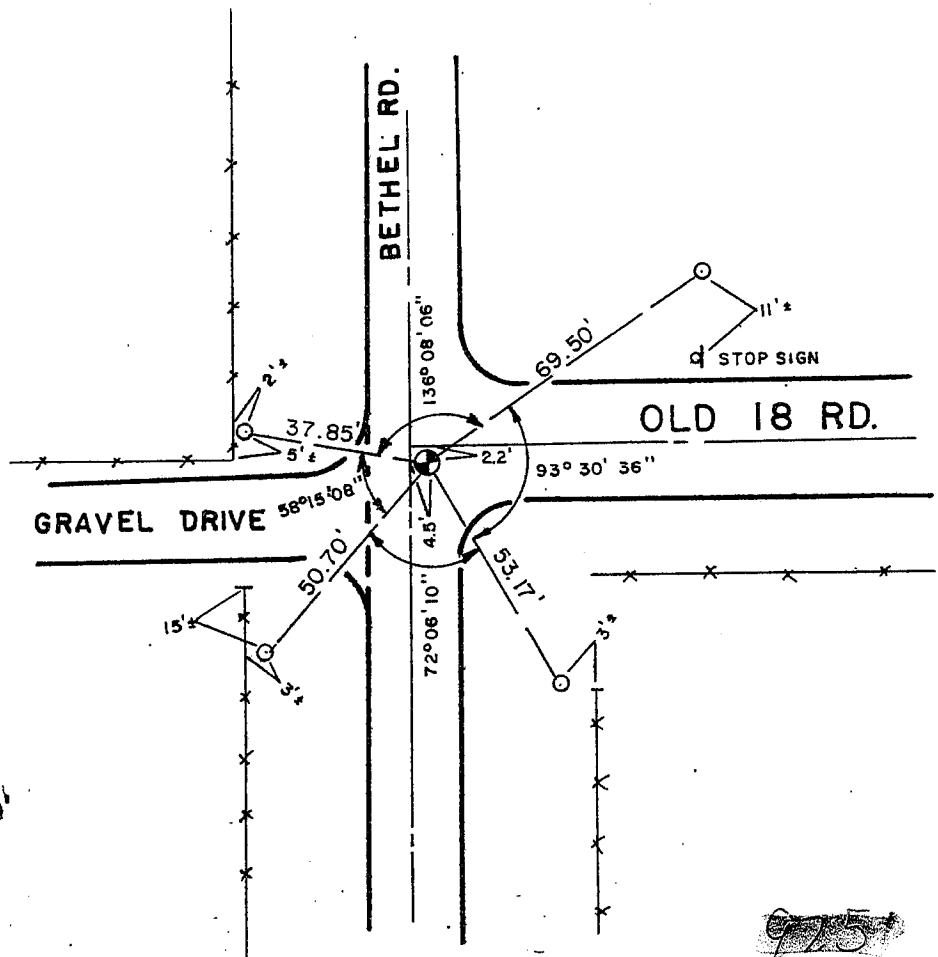 BETHEL RD.
136° 08' 06"
69.50'
11'±
STOP SIGN
2'±
37.85'
5'±
OLD 18 RD.
2.2'
93° 30' 36"
58°15'08"
GRAVEL DRIVE
4.5'
50.70'
53.17'
72°06'10"
15'±
3'±
3'±